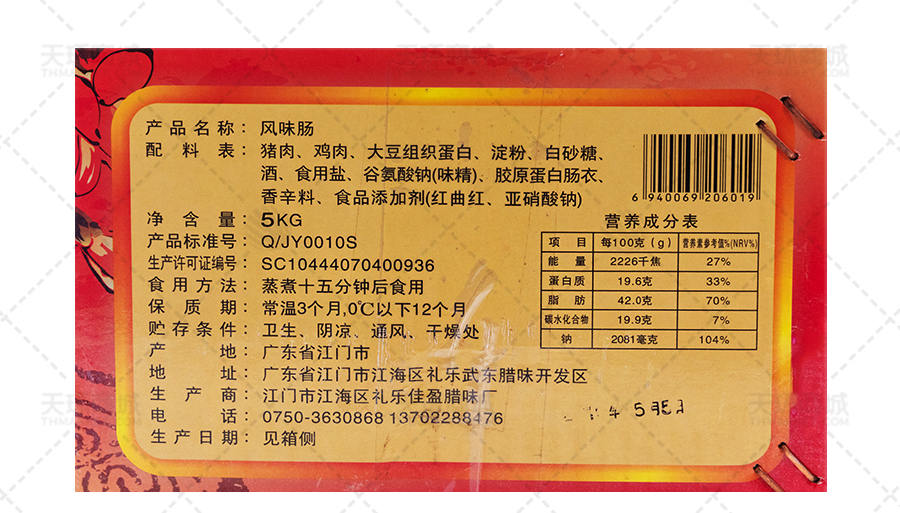 产品名称：风味肠
配料表：猪肉、鸡肉、大豆组织蛋白、淀粉、白砂糖、
酒、食用盐、谷氨酸钠(味精)、胶原蛋白肠衣、
香辛料、食品添加剂(红曲红、亚硝酸钠)
6 940069 206019
净含量：5KG
产品标准号：Q/JY0010S
生产许可证编号：SC10444070400936
食用方法：蒸煮十五分钟后食用
保质期：常温3个月,0℃以下12个月
贮存条件：卫生、阴凉、通风、干燥处
产地：广东省江门市
地址：广东省江门市江海区礼乐武东腊味开发区
生产商：江门市江海区礼乐佳盈腊味厂
电话：0750-3630868 13702288476
生产日期：见箱侧
营养成分表
项目 每100克(g) 营养素参考值%(NRV%)
能量 2226千焦 27%
蛋白质 19.6克 33%
脂肪 42.0克 70%
碳水化合物 19.9克 7%
钠 2081毫克 104%
年 5月5日